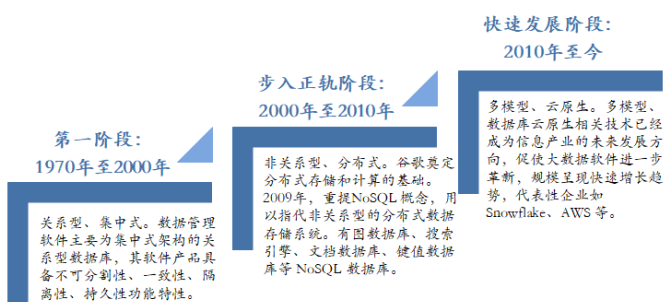 第一阶段：
1970年至2000年
关系型、集中式。数据管理
软件主要为集中式架构的关
系型数据库，其软件产品具
备不可分割性、一致性、隔
离性、持久性功能特性。
步入正轨阶段：
2000年至2010年
非关系型、分布式。谷歌奠定
分布式存储和计算的基础。
2009年，重提NoSQL概念，用
以指代非关系型的分布式数据
存储系统。有图数据库、搜索
引擎、文档数据库、键值数据
库等 NoSQL 数据库。
快速发展阶段：
2010年至今
多模型、云原生。多模型、
数据库云原生相关技术已经
成为信息产业的未来发展方
向，促使大数据软件进一步
革新，规模呈现快速增长趋
势，代表性企业如
Snowflake、AWS 等。